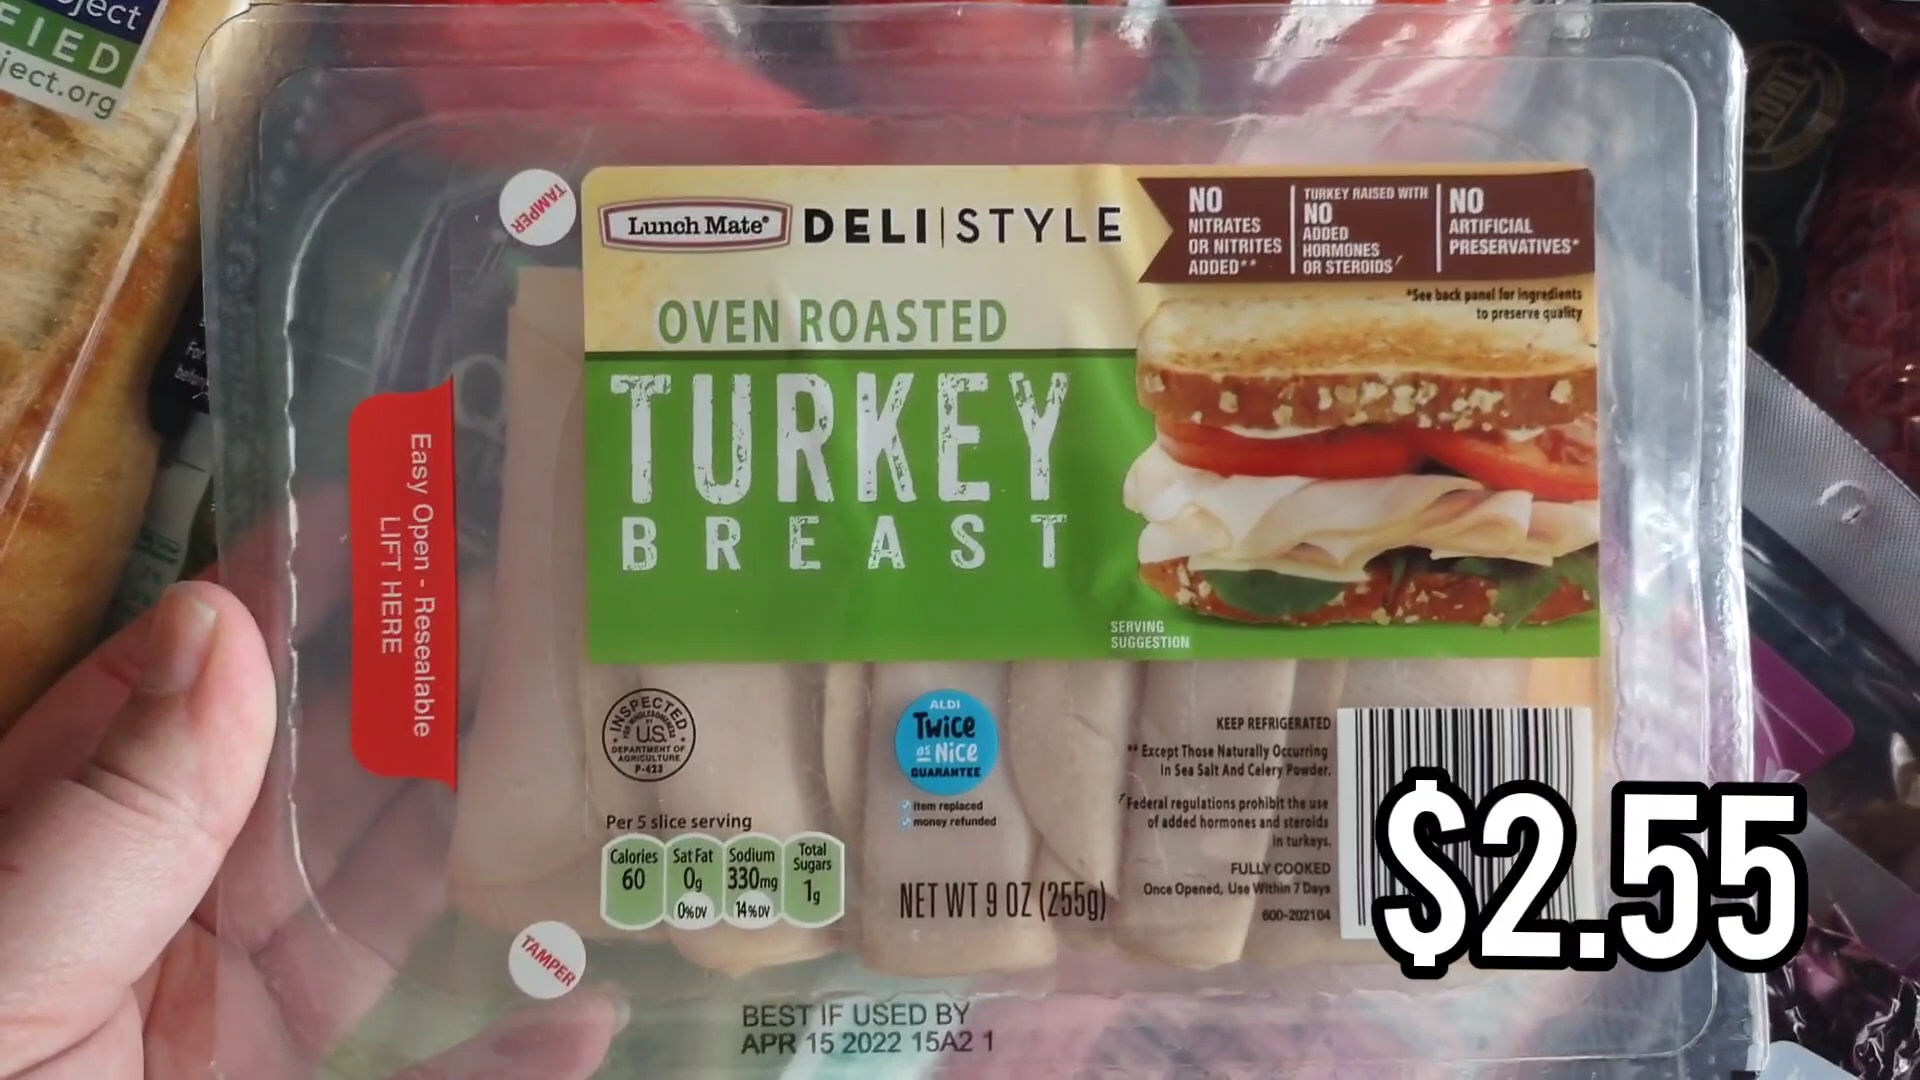 ject
FIED
ject.org
TAMPER
Lunch Mate® DELI|STYLE
NO
NITRATES
OR NITRITES
ADDED**
TURKEY RAISED WITH
NO
ADDED
HORMONES
OR STEROIDS
NO
ARTIFICIAL
PRESERVATIVES*
*See back panel for ingredients
to preserve quality
OVEN ROASTED
TURKEY
BREAST
SERVING
SUGGESTION
Easy Open - Resealable
LIFT HERE
INSPECTED
FOR WHOLESOMENESS
BY
U.S.
DEPARTMENT OF
AGRICULTURE
P-423
ALDI
Twice
as Nice
GUARANTEE
item replaced
money refunded
Per 5 slice serving
Calories
60
Sat Fat
0g
0%DV
Sodium
330mg
14%DV
Total
Sugars
1g
NET WT 9 OZ (255g)
KEEP REFRIGERATED
** Except Those Naturally Occurring
In Sea Salt And Celery Powder.
Federal regulations prohibit the use
of added hormones and steroids
in turkeys.
FULLY COOKED
Once Opened, Use Within 7 Days
600-202104
$2.55
TAMPER
BEST IF USED BY
APR 15 2022 15A2 1